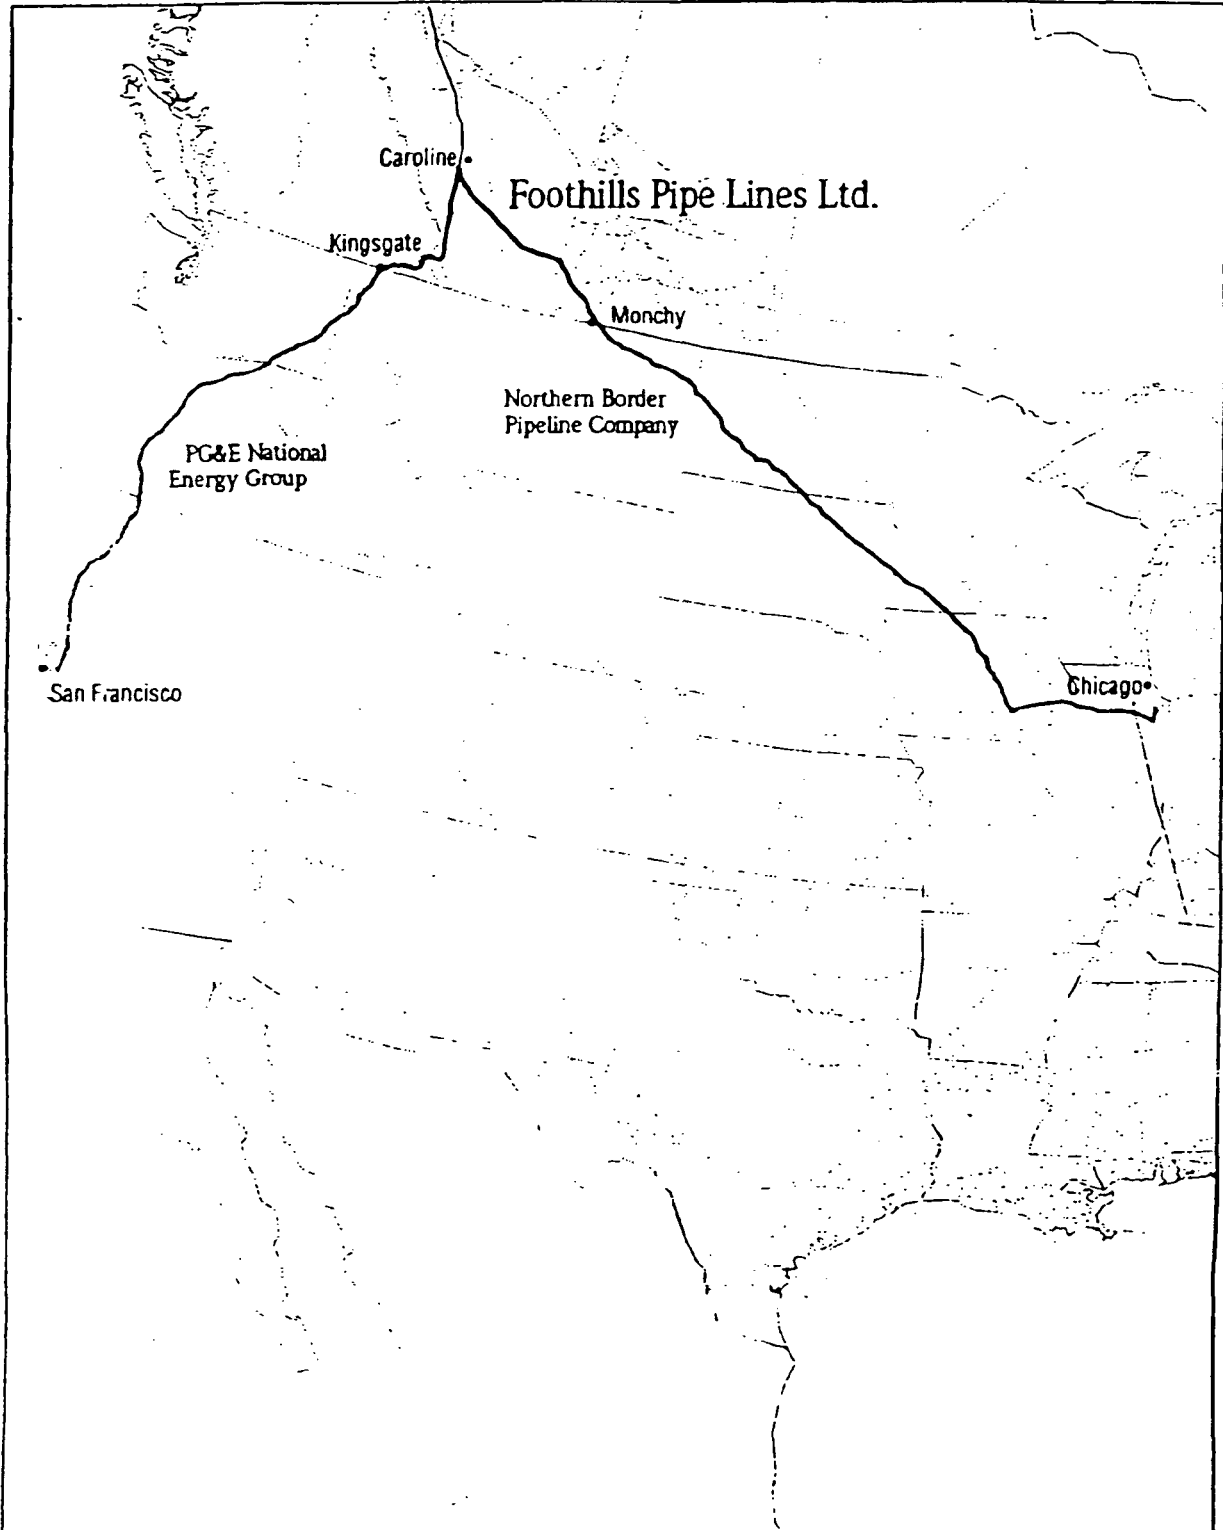 Caroline
Foothills Pipe Lines Ltd.
Kingsgate
Monchy
Northern Border
Pipeline Company
PG&E National
Energy Group
San Francisco
Chicago